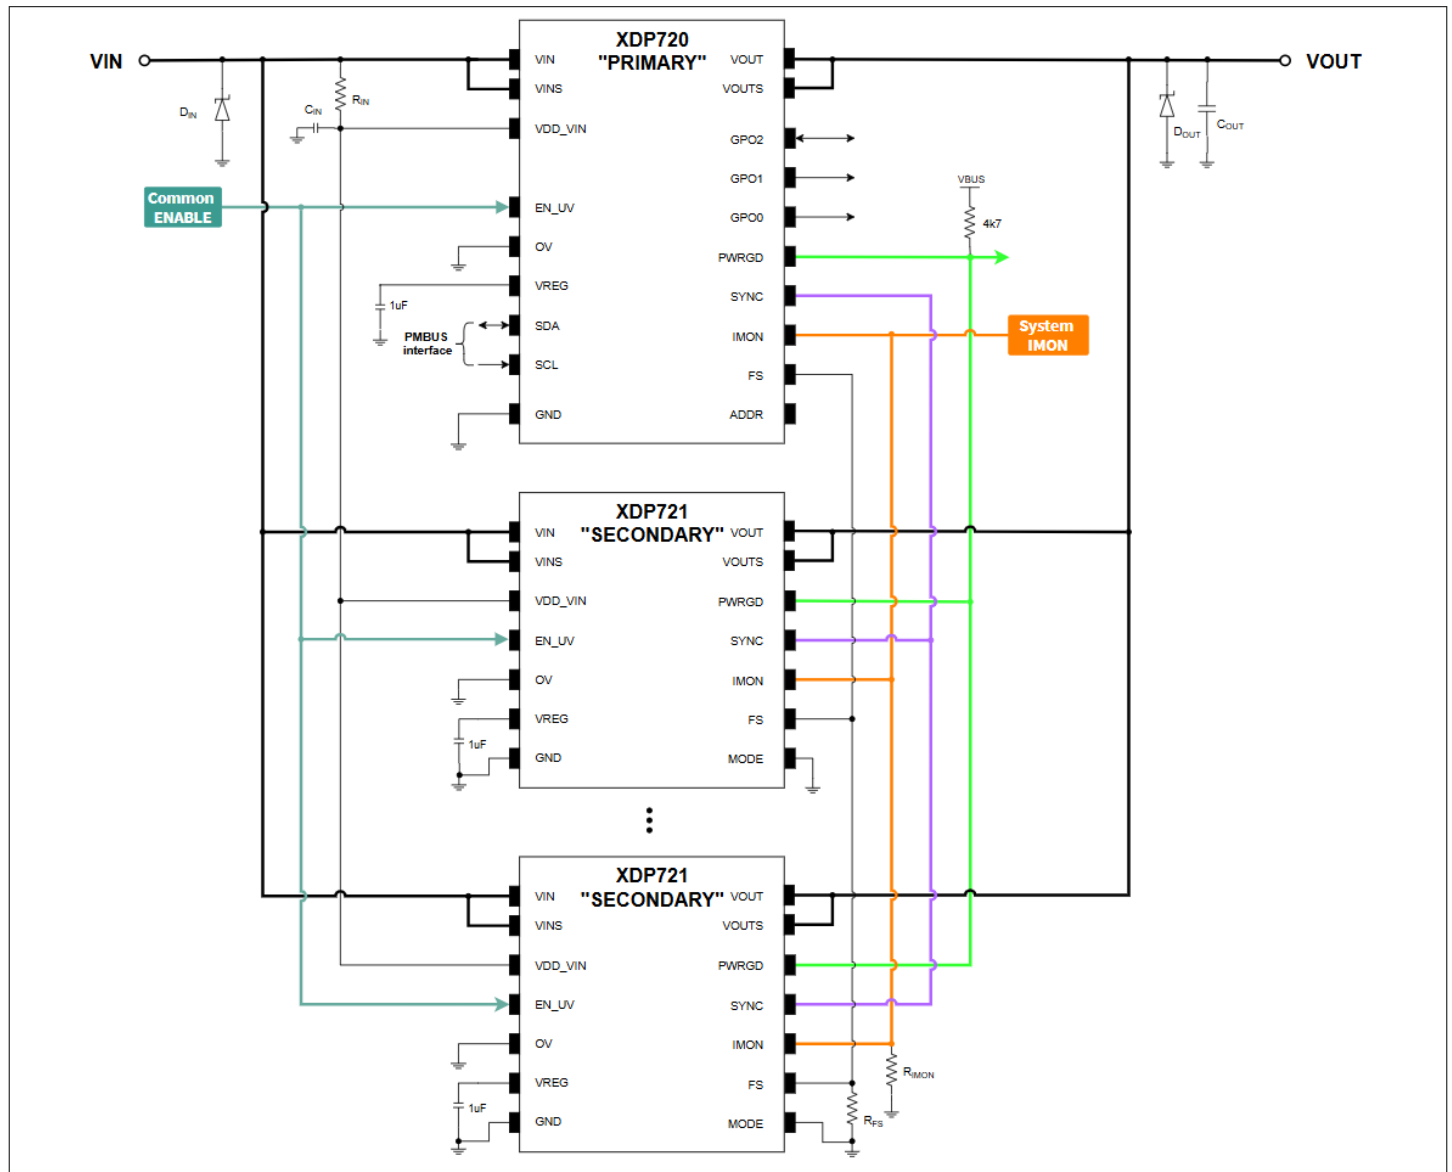 XDP720
"PRIMARY"
VIN
VOUT
VIN
VINS
VDD_VIN
EN_UV
OV
VREG
SDA
SCL
GND
VOUT
VOUTS
GPO2
GPO1
GPO0
PWRGD
SYNC
IMON
FS
ADDR
DIN
CIN
RIN
DOUT
COUT
Common
ENABLE
VBUS
4k7
1uF
PMBUS
interface
System
IMON
XDP721
"SECONDARY"
VIN
VINS
VDD_VIN
EN_UV
OV
VREG
GND
VOUT
VOUTS
PWRGD
SYNC
IMON
FS
MODE
1uF
XDP721
"SECONDARY"
VIN
VINS
VDD_VIN
EN_UV
OV
VREG
GND
VOUT
VOUTS
PWRGD
SYNC
IMON
FS
MODE
1uF
RIMON
RFS